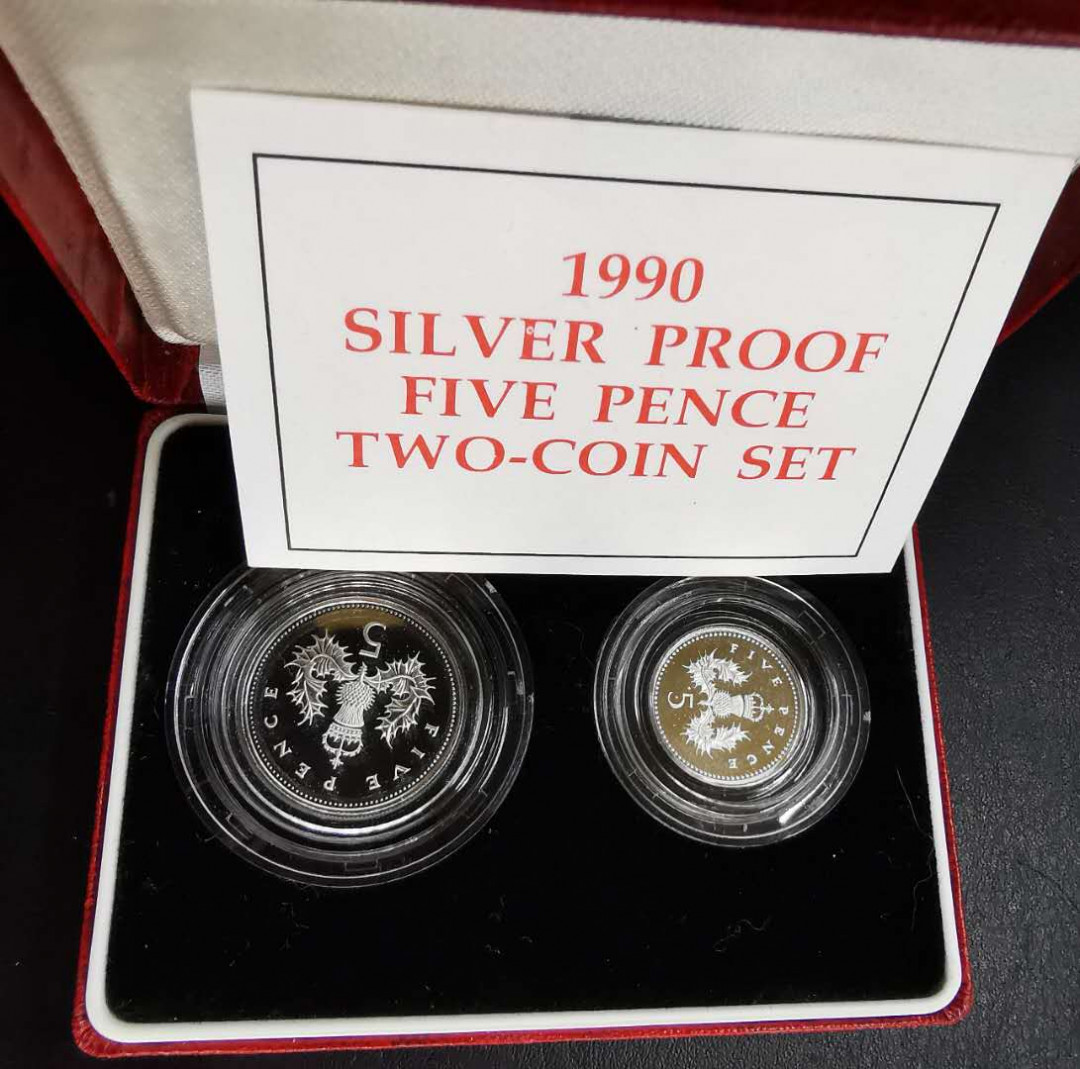 1990
SILVER PROOF
FIVE PENCE
TWO-COIN SET
5
FIVE PENCE
FIVE PENCE
5